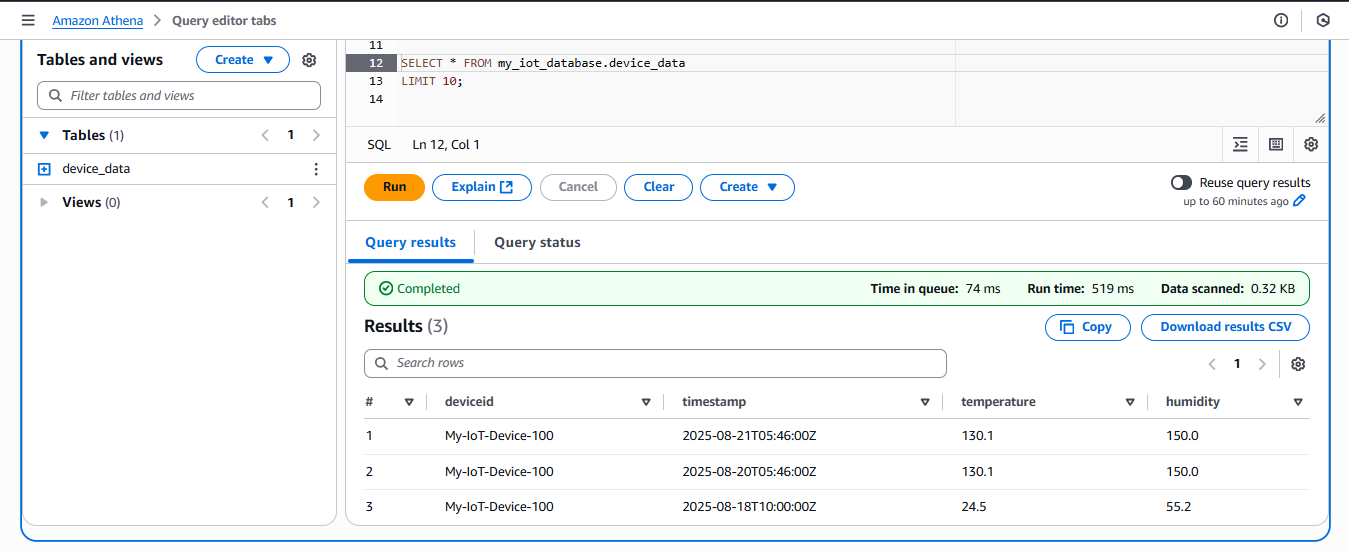 Amazon Athena > Query editor tabs
Tables and views Create
Filter tables and views
Tables (1) 1
device_data
Views (0) 1
11
12 SELECT * FROM my_iot_database.device_data
13 LIMIT 10;
14
SQL Ln 12, Col 1
Run Explain Cancel Clear Create
Reuse query results
up to 60 minutes ago
Query results Query status
Completed Time in queue: 74 ms Run time: 519 ms Data scanned: 0.32 KB
Results (3) Copy Download results CSV
Search rows 1
# deviceid timestamp temperature humidity
1 My-IoT-Device-100 2025-08-21T05:46:00Z 130.1 150.0
2 My-IoT-Device-100 2025-08-20T05:46:00Z 130.1 150.0
3 My-IoT-Device-100 2025-08-18T10:00:00Z 24.5 55.2